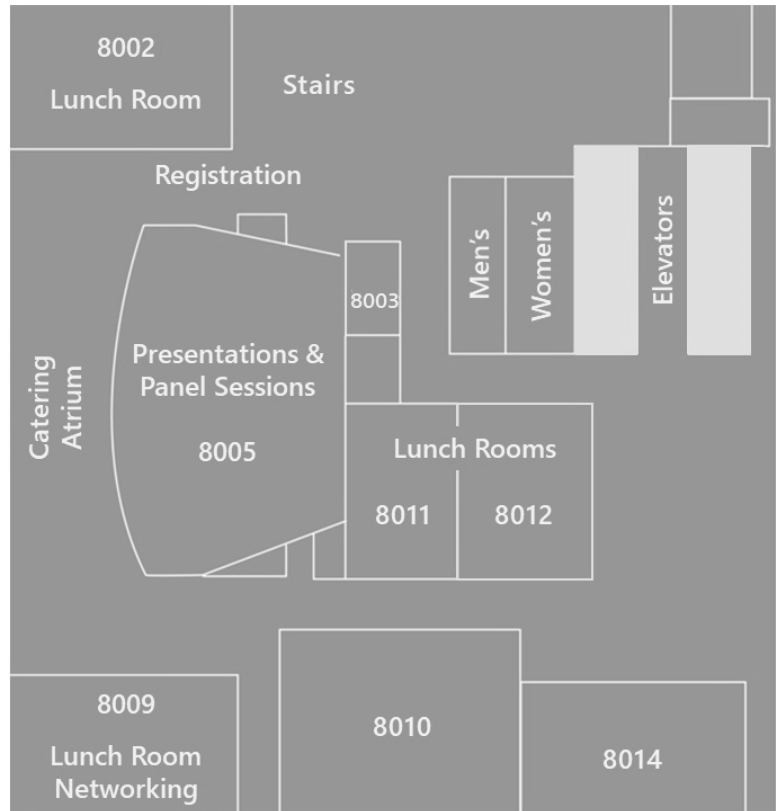 8002
Lunch Room
Stairs
Registration
Men's
Women's
Elevators
8003
Presentations &
Panel Sessions
8005
Catering
Atrium
Lunch Rooms
8011
8012
8009
Lunch Room
Networking
8010
8014